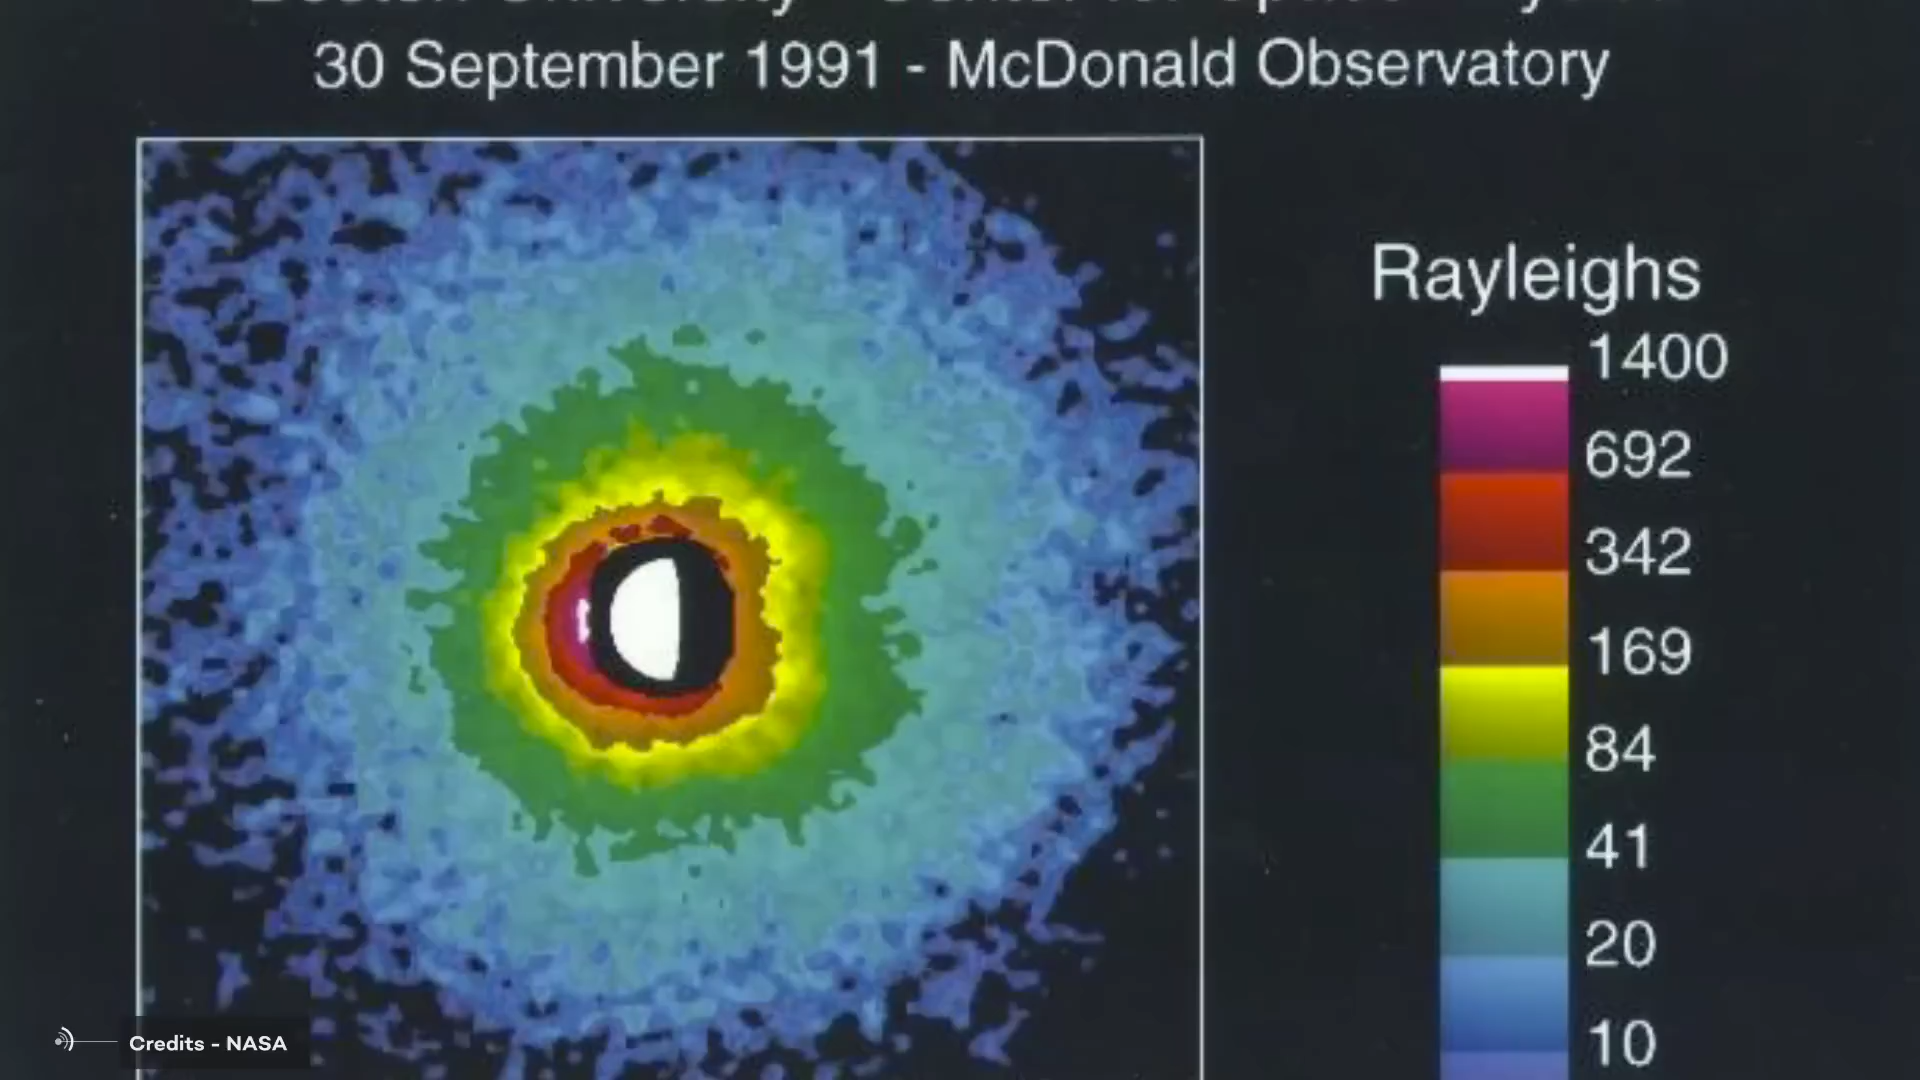 30 September 1991 - McDonald Observatory
Rayleighs
1400
692
342
169
84
41
20
10
Credits - NASA